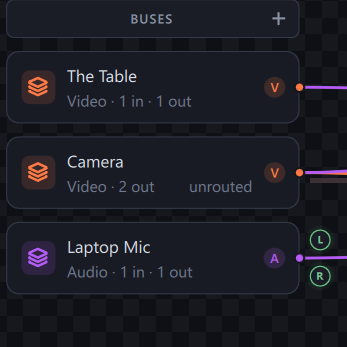 BUSES
The Table
Video · 1 in · 1 out
V
Camera
Video · 2 out unrouted
V
Laptop Mic
Audio · 1 in · 1 out
A
L
R